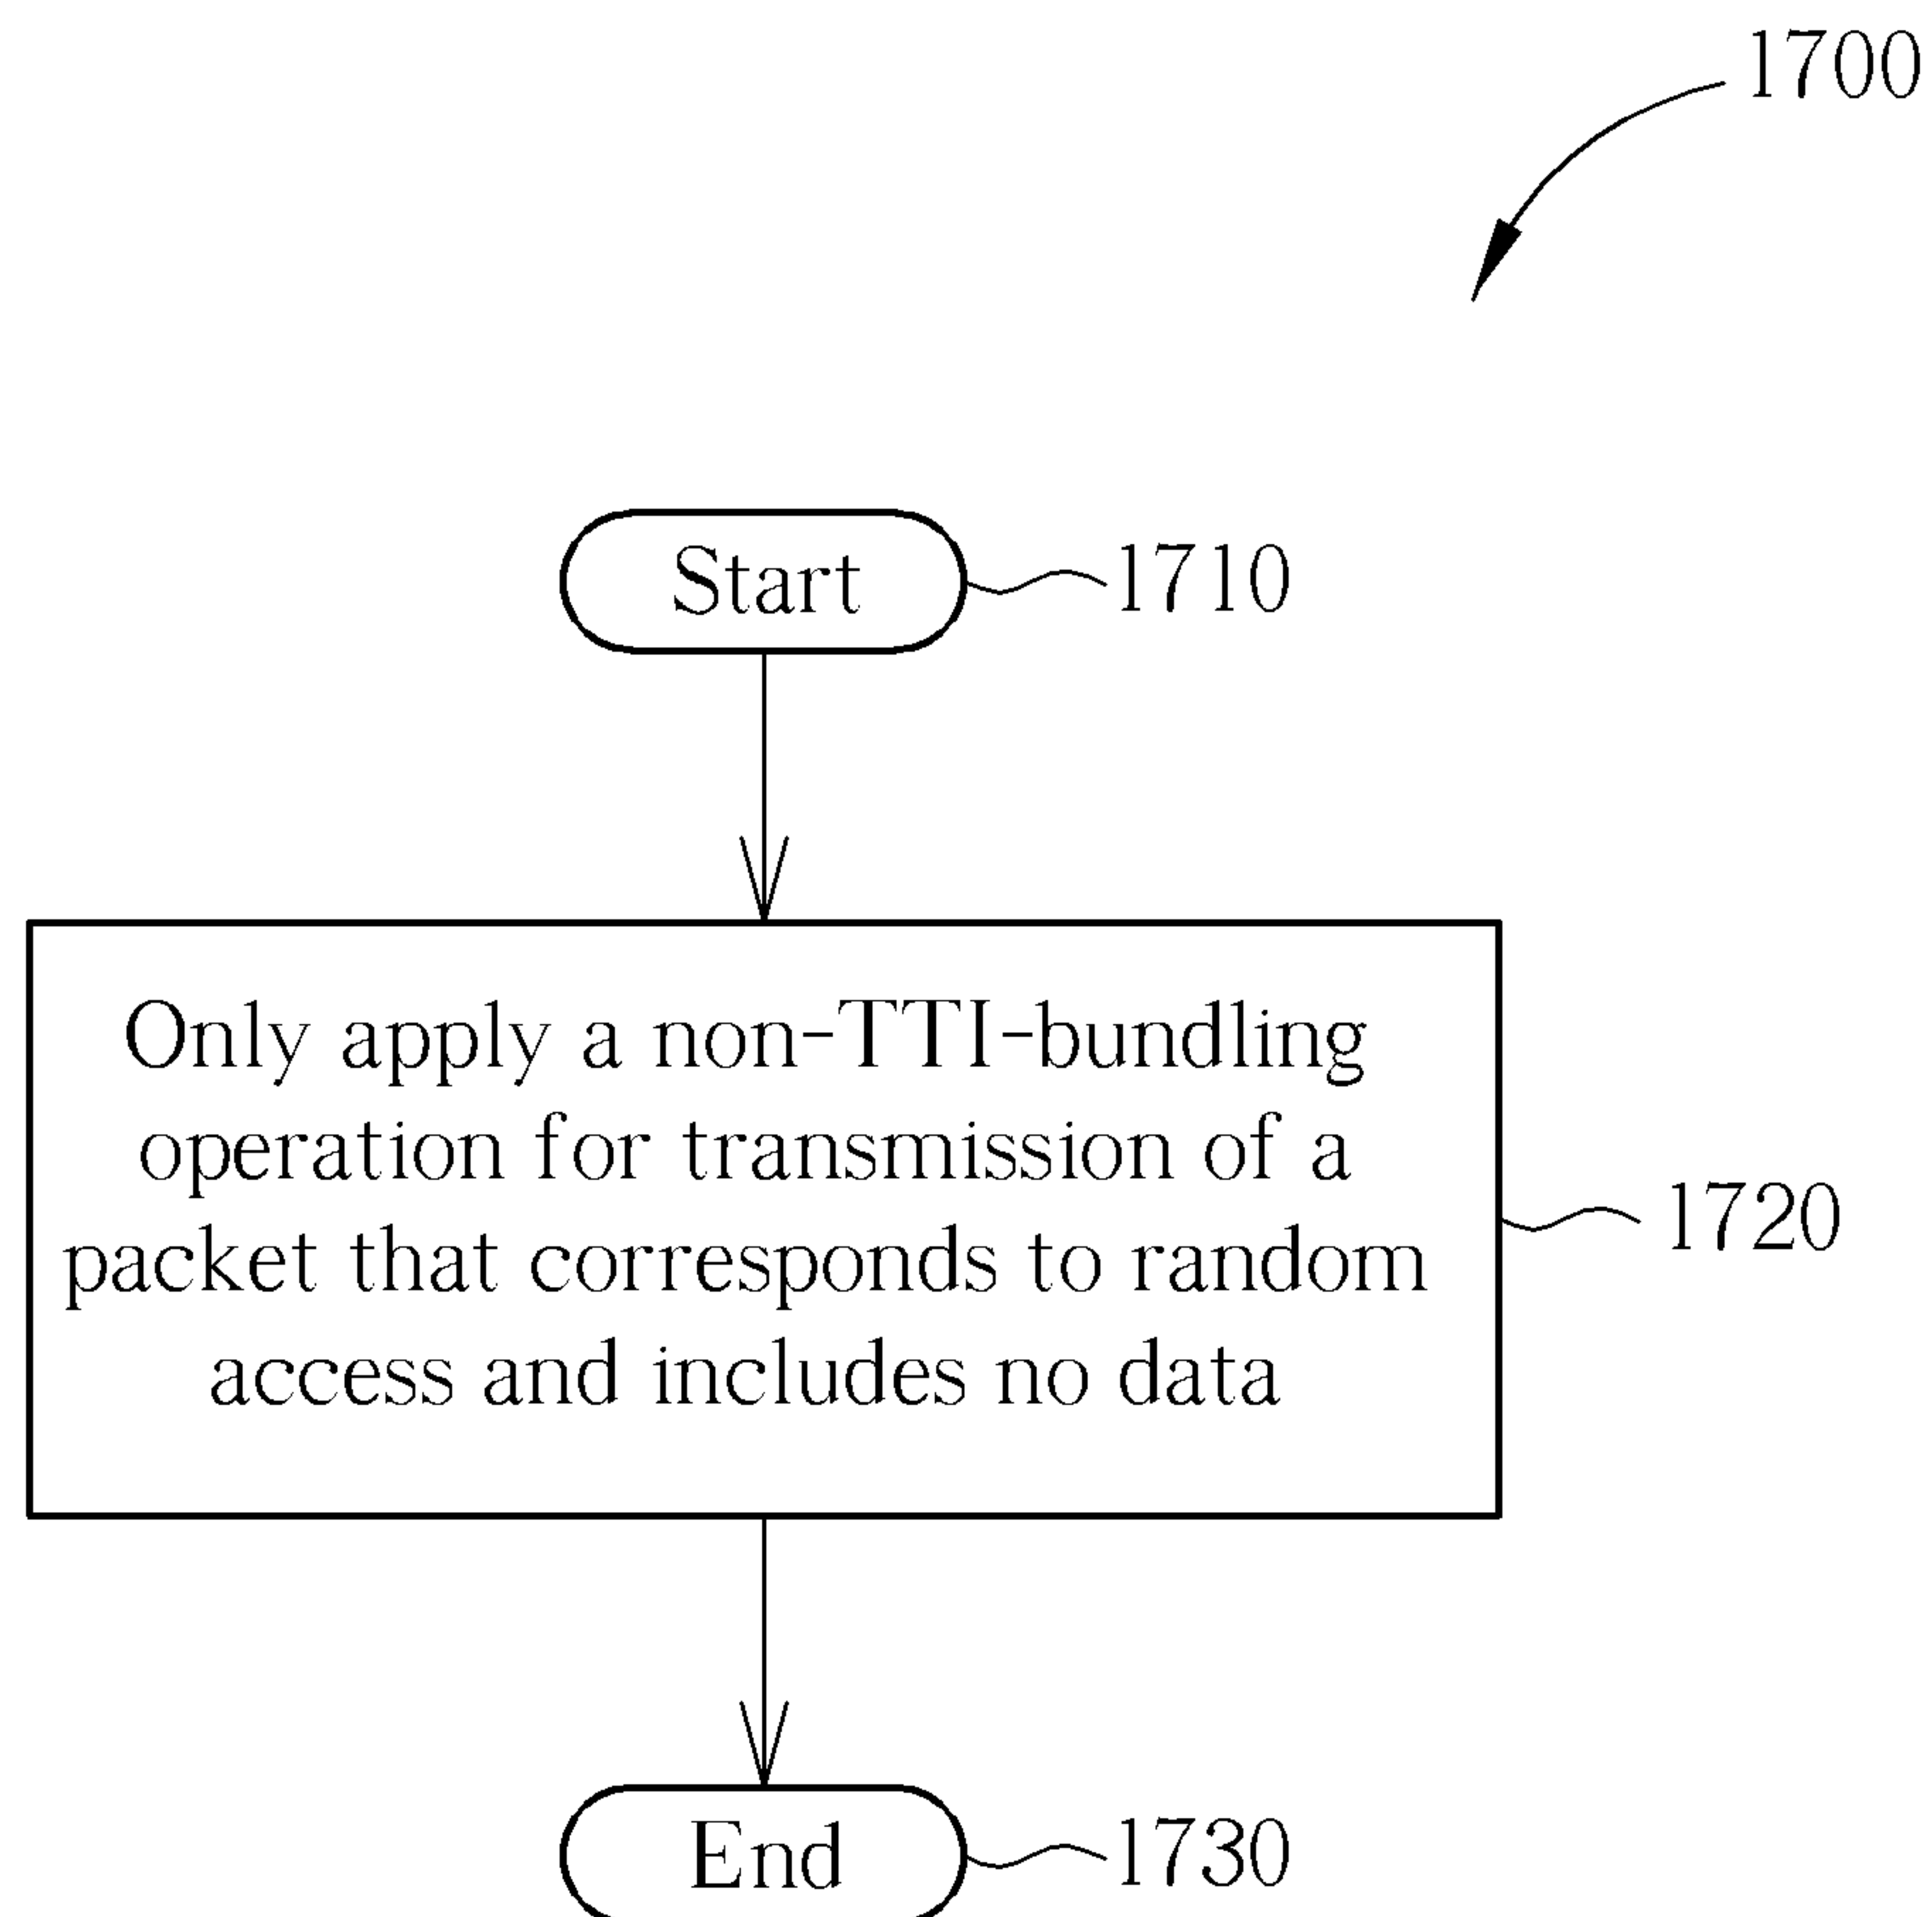 1700
Start
1710
Only apply a non-TTI-bundling
operation for transmission of a
packet that corresponds to random
access and includes no data
1720
End
1730